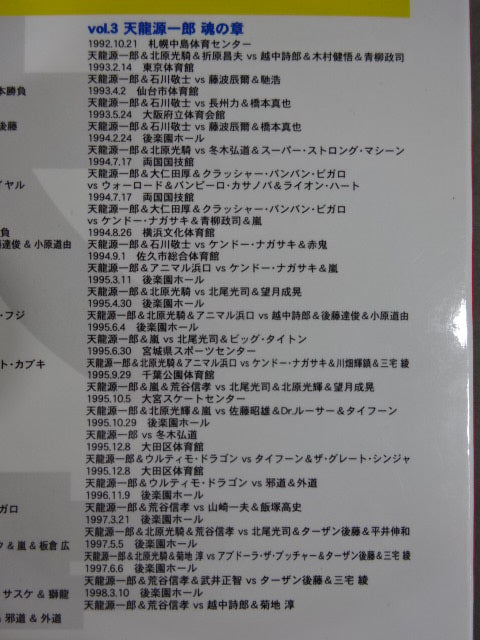 vol.3 天龍源一郎 魂の章
1992.10.21 札幌中島体育センター
天龍源一郎＆北原光騎＆折原昌夫 vs 越中詩郎＆木村健悟＆青柳政司
1993.2.14 東京体育館
天龍源一郎＆石川敬士 vs 藤波辰爾＆馳浩
1993.4.2 仙台市体育館
天龍源一郎＆石川敬士 vs 長州力＆橋本真也
1993.5.24 大阪府立体育会館
天龍源一郎＆石川敬士 vs 藤波辰爾＆橋本真也
1994.2.24 後楽園ホール
天龍源一郎＆北原光騎 vs 冬木弘道＆スーパー・ストロング・マシーン
1994.7.17 両国国技館
天龍源一郎＆大仁田厚＆クラッシャー・バンバン・ビガロ
vs ウォーロード＆バンピーロ・カサノバ＆ライオン・ハート
1994.7.17 両国国技館
天龍源一郎＆大仁田厚＆クラッシャー・バンバン・ビガロ
vs ケンドー・ナガサキ＆青柳政司＆嵐
1994.8.26 横浜文化体育館
天龍源一郎＆石川敬士 vs ケンドー・ナガサキ＆赤鬼
1994.9.1 佐久市総合体育館
天龍源一郎＆アニマル浜口 vs ケンドー・ナガサキ＆嵐
1995.3.11 後楽園ホール
天龍源一郎＆北原光騎 vs 北尾光司＆望月成晃
1995.4.30 後楽園ホール
天龍源一郎＆北原光騎＆アニマル浜口 vs 越中詩郎＆後藤達俊＆小原道由
1995.6.4 後楽園ホール
天龍源一郎＆嵐 vs 北尾光司＆ビッグ・タイトン
1995.6.30 宮城県スポーツセンター
天龍源一郎＆北原光騎＆アニマル浜口 vs ケンドー・ナガサキ＆川畑輝鎮＆三宅 綾
1995.9.29 千葉公園体育館
天龍源一郎＆嵐＆荒谷信孝 vs 北尾光司＆北原光輝＆望月成晃
1995.10.5 大宮スケートセンター
天龍源一郎＆北原光輝＆嵐 vs 佐藤昭雄＆Dr.ルーサー＆タイフーン
1995.10.29 後楽園ホール
天龍源一郎 vs 冬木弘道
1995.12.8 大田区体育館
天龍源一郎＆ウルティモ・ドラゴン vs タイフーン＆ザ・グレート・シンジャ
1995.12.8 大田区体育館
天龍源一郎＆ウルティモ・ドラゴン vs 邪道＆外道
1996.11.9 後楽園ホール
天龍源一郎＆荒谷信孝 vs 山崎一夫＆飯塚高史
1997.3.21 後楽園ホール
天龍源一郎＆北原光騎＆荒谷信孝 vs 北尾光司＆ターザン後藤＆平井伸和
1997.5.5 後楽園ホール
天龍源一郎＆北原光騎＆菊地 淳 vs アブドーラ・ザ・ブッチャー＆ターザン後藤＆三宅 綾
1997.6.6 後楽園ホール
天龍源一郎＆荒谷信孝＆武井正智 vs ターザン後藤＆三宅 綾
1998.3.10 後楽園ホール
天龍源一郎＆荒谷信孝 vs 越中詩郎＆菊地 淳
本勝負
後藤
イヤル
負
藤達俊 ＆ 小原道由
・フジ
ト・カブキ
ガロ
ク ＆ 嵐 ＆ 板倉 広
サスケ ＆ 獅龍
＆ 邪道 ＆ 外道